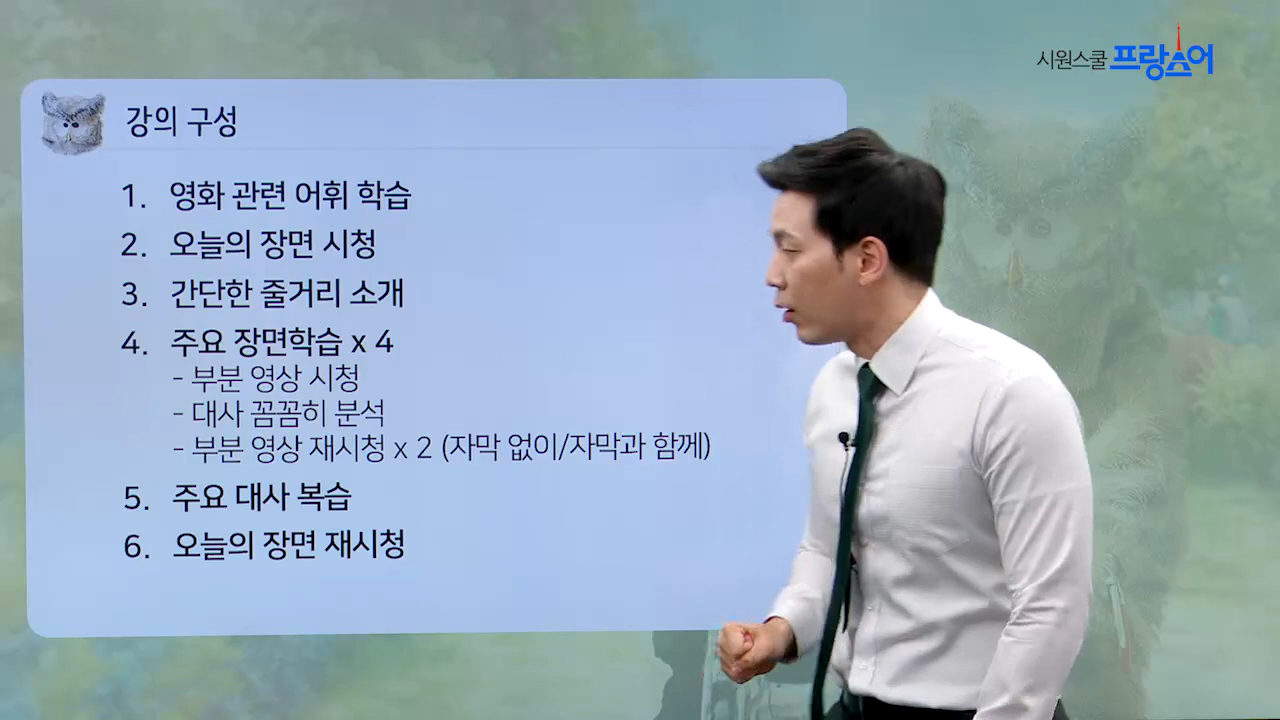 시원스쿨 프랑스어
강의 구성
1. 영화 관련 어휘 학습
2. 오늘의 장면 시청
3. 간단한 줄거리 소개
4. 주요 장면학습 x 4
- 부분 영상 시청
- 대사 꼼꼼히 분석
- 부분 영상 재시청 x 2 (자막 없이/자막과 함께)
5. 주요 대사 복습
6. 오늘의 장면 재시청